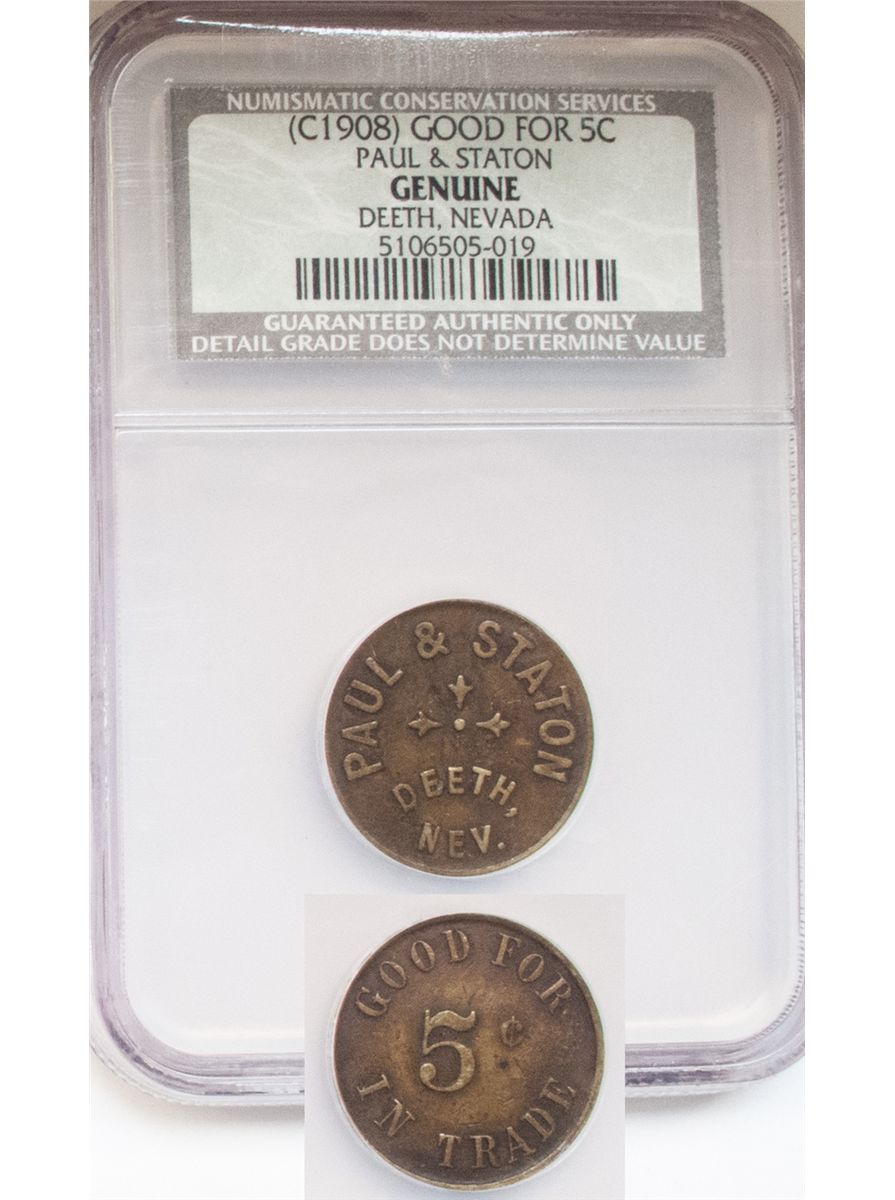 NUMISMATIC CONSERVATION SERVICES
(C1908) GOOD FOR 5C
PAUL & STATON
GENUINE
DEETH, NEVADA
5106505-019
GUARANTEED AUTHENTIC ONLY
DETAIL GRADE DOES NOT DETERMINE VALUE
PAUL & STATON
DEETH,
NEV.
GOOD FOR
5¢
IN TRADE